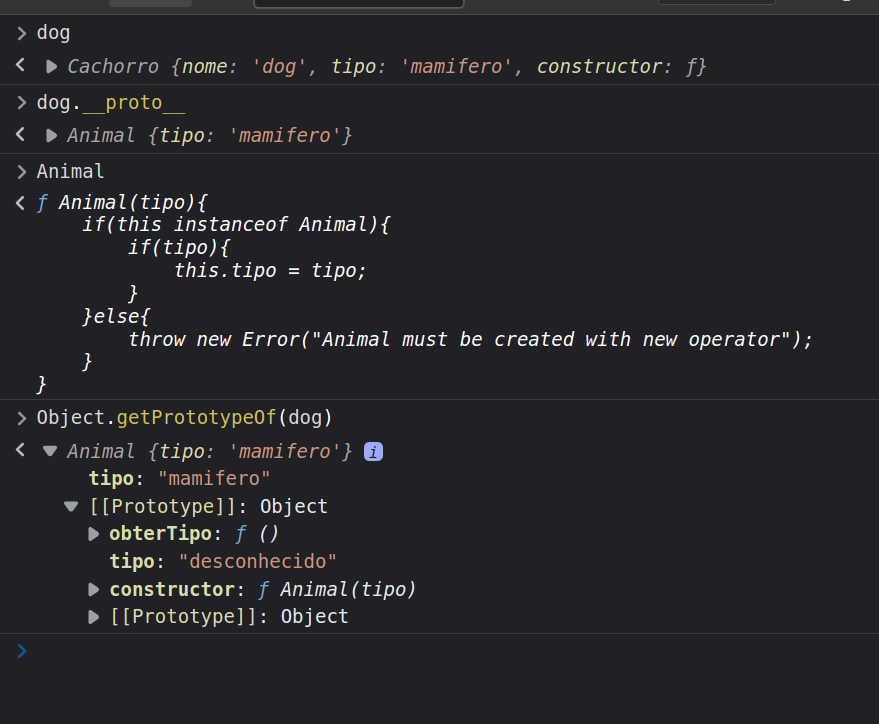 > dog
< ▶ Cachorro {nome: 'dog', tipo: 'mamifero', constructor: ƒ}
> dog.__proto__
< ▶ Animal {tipo: 'mamifero'}
> Animal
< ƒ Animal(tipo){
if(this instanceof Animal){
if(tipo){
this.tipo = tipo;
}
}else{
throw new Error("Animal must be created with new operator");
}
}
> Object.getPrototypeOf(dog)
< ▼ Animal {tipo: 'mamifero'} i
tipo: "mamifero"
▼ [[Prototype]]: Object
▶ obterTipo: ƒ ()
tipo: "desconhecido"
▶ constructor: ƒ Animal(tipo)
▶ [[Prototype]]: Object
>